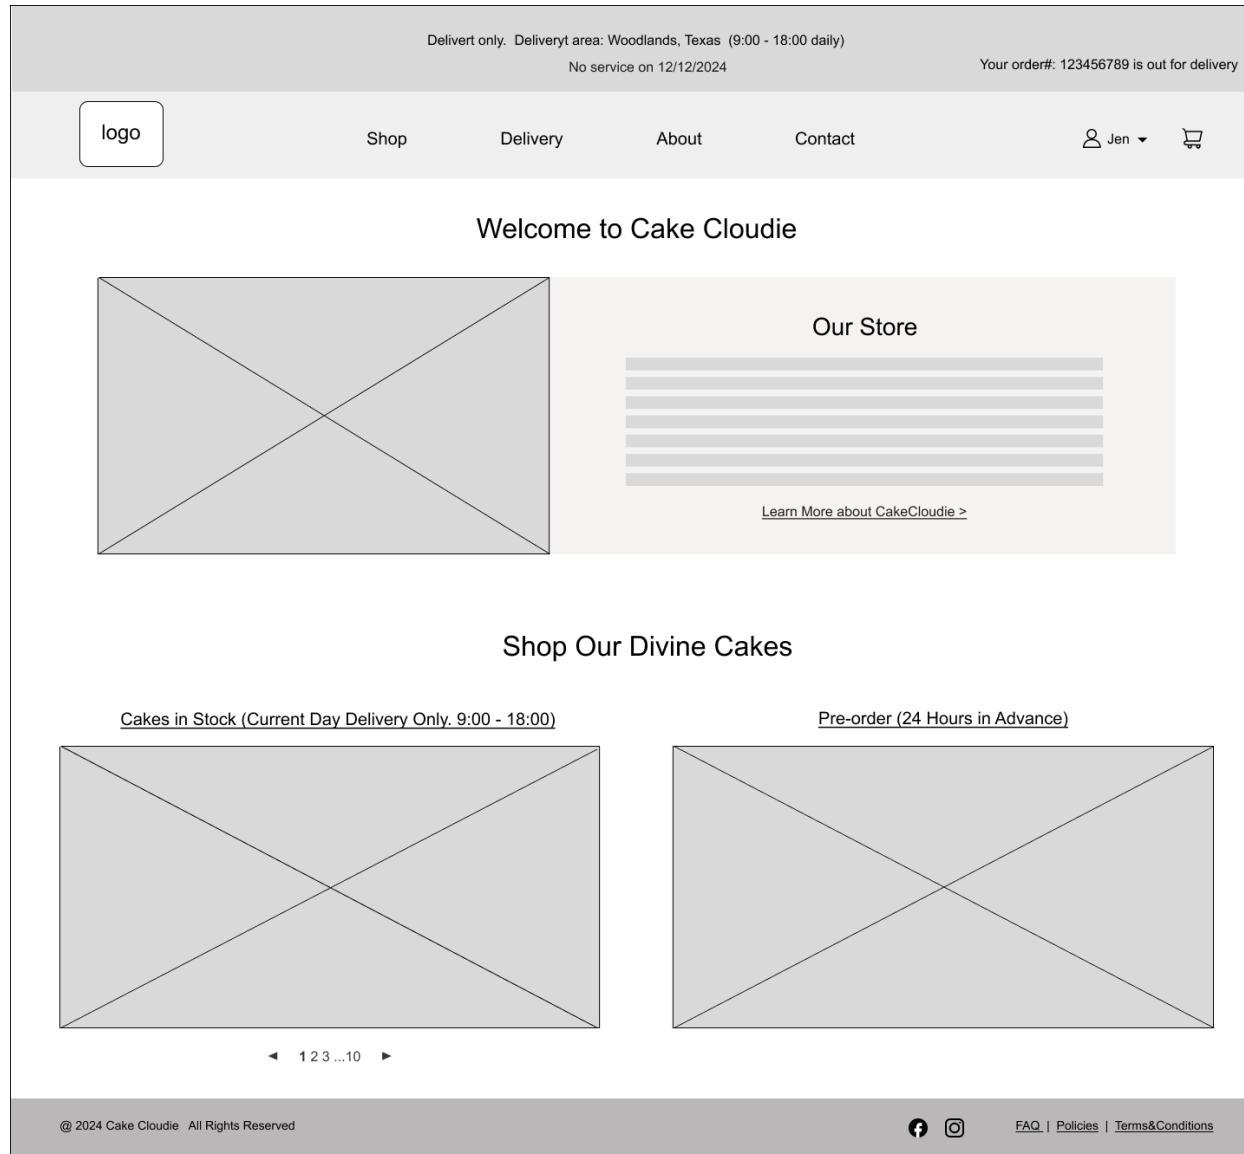 Delivert only.  Deliveryt area: Woodlands, Texas  (9:00 - 18:00 daily)
No service on 12/12/2024
Your order#: 123456789 is out for delivery
logo
Shop
Delivery
About
Contact
Jen
Welcome to Cake Cloudie
Our Store
Learn More about CakeCloudie >
Shop Our Divine Cakes
Cakes in Stock (Current Day Delivery Only. 9:00 - 18:00)
Pre-order (24 Hours in Advance)
1 2 3 ...10
@ 2024 Cake Cloudie   All Rights Reserved
FAQ  |  Policies  |  Terms&Conditions